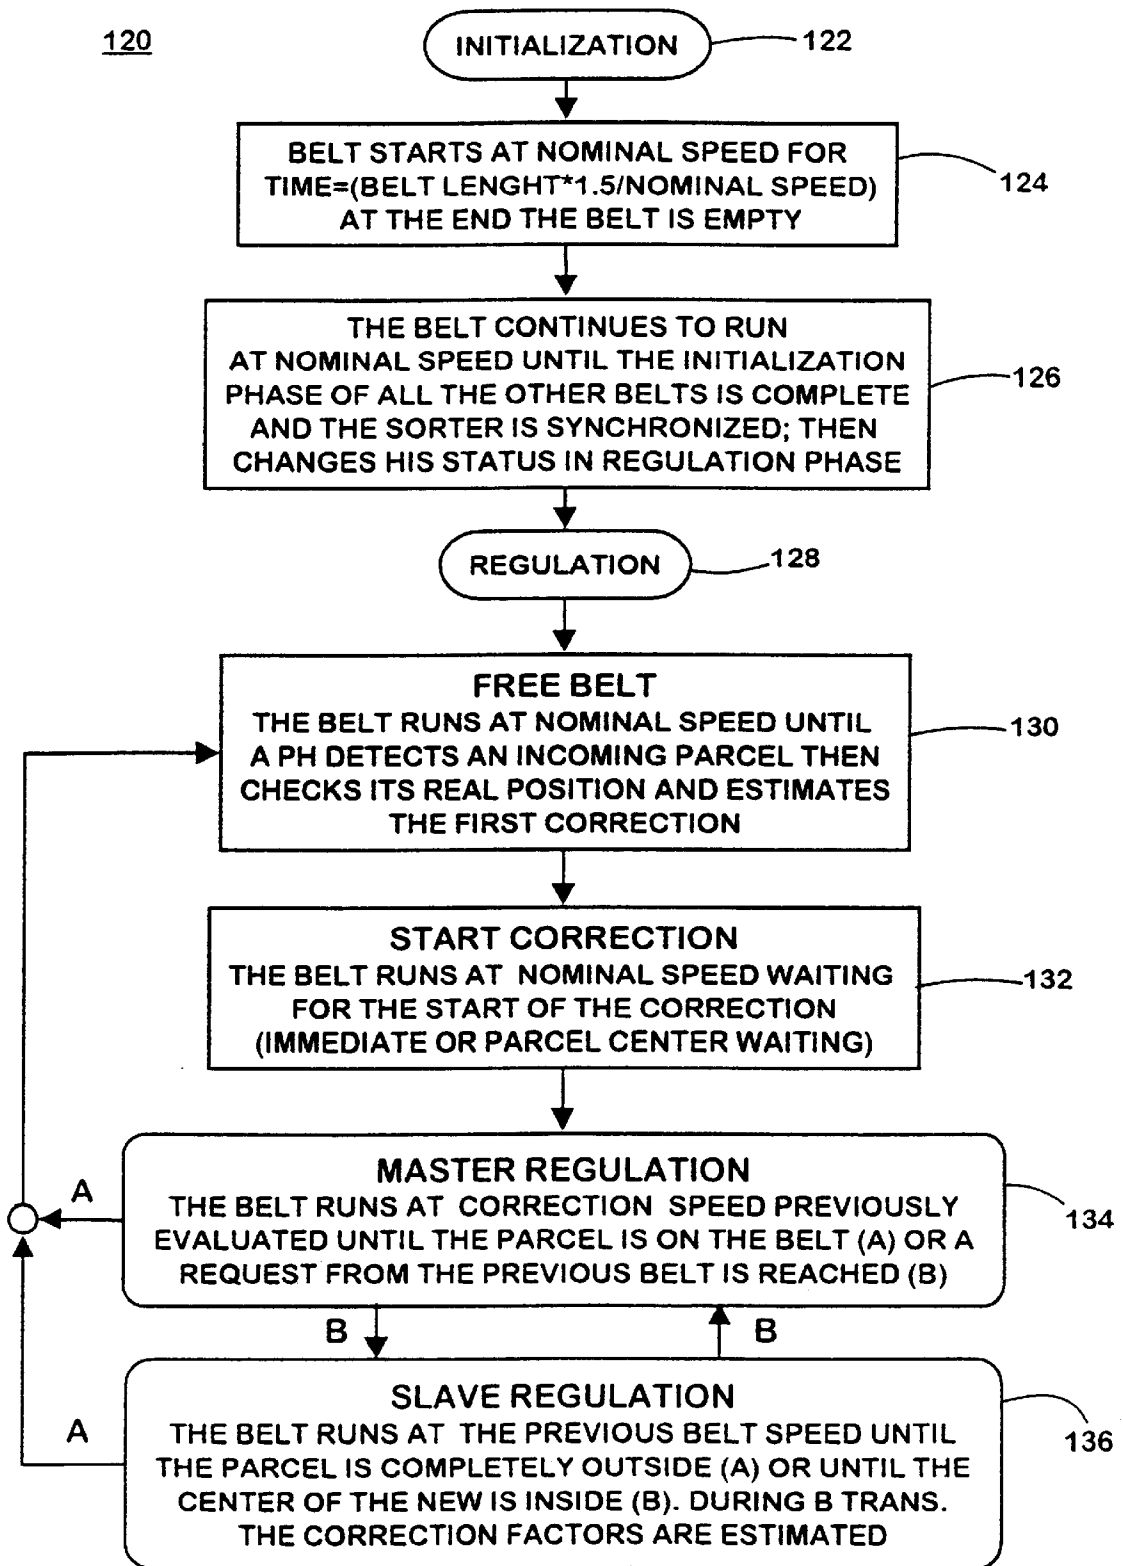 120
INITIALIZATION
122
BELT STARTS AT NOMINAL SPEED FOR
TIME=(BELT LENGHT*1.5/NOMINAL SPEED)
AT THE END THE BELT IS EMPTY
124
THE BELT CONTINUES TO RUN
AT NOMINAL SPEED UNTIL THE INITIALIZATION
PHASE OF ALL THE OTHER BELTS IS COMPLETE
AND THE SORTER IS SYNCHRONIZED; THEN
CHANGES HIS STATUS IN REGULATION PHASE
126
REGULATION
128
FREE BELT
THE BELT RUNS AT NOMINAL SPEED UNTIL
A PH DETECTS AN INCOMING PARCEL THEN
CHECKS ITS REAL POSITION AND ESTIMATES
THE FIRST CORRECTION
130
START CORRECTION
THE BELT RUNS AT NOMINAL SPEED WAITING
FOR THE START OF THE CORRECTION
(IMMEDIATE OR PARCEL CENTER WAITING)
132
MASTER REGULATION
THE BELT RUNS AT CORRECTION SPEED PREVIOUSLY
EVALUATED UNTIL THE PARCEL IS ON THE BELT (A) OR A
REQUEST FROM THE PREVIOUS BELT IS REACHED (B)
134
A
B
B
SLAVE REGULATION
THE BELT RUNS AT THE PREVIOUS BELT SPEED UNTIL
THE PARCEL IS COMPLETELY OUTSIDE (A) OR UNTIL THE
CENTER OF THE NEW IS INSIDE (B). DURING B TRANS.
THE CORRECTION FACTORS ARE ESTIMATED
136
A